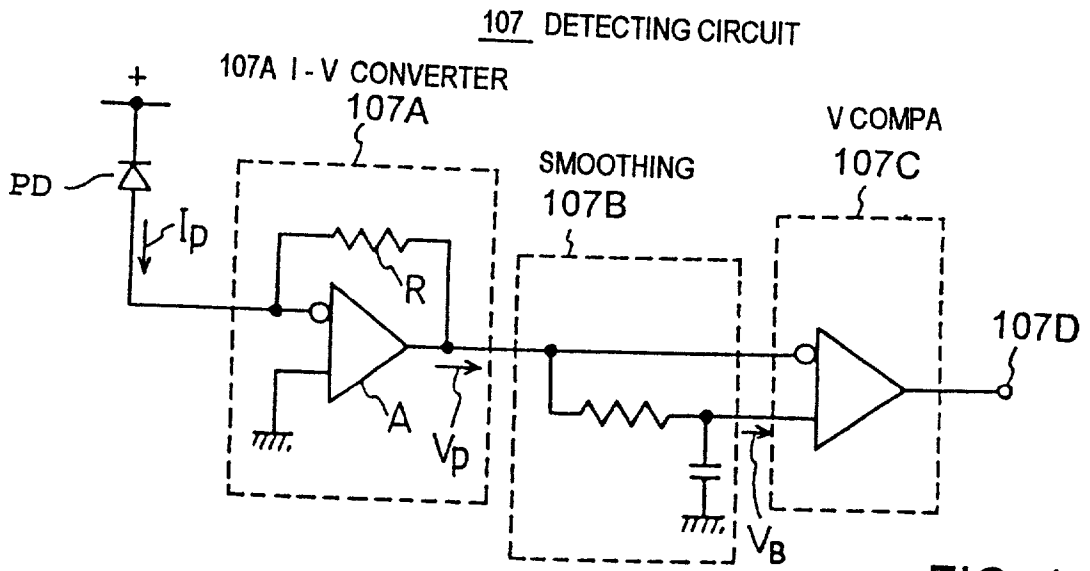 107 DETECTING CIRCUIT
107A I-V CONVERTER
107A
V COMPA
107C
SMOOTHING
107B
+
PD
Ip
R
A
Vp
VB
107D